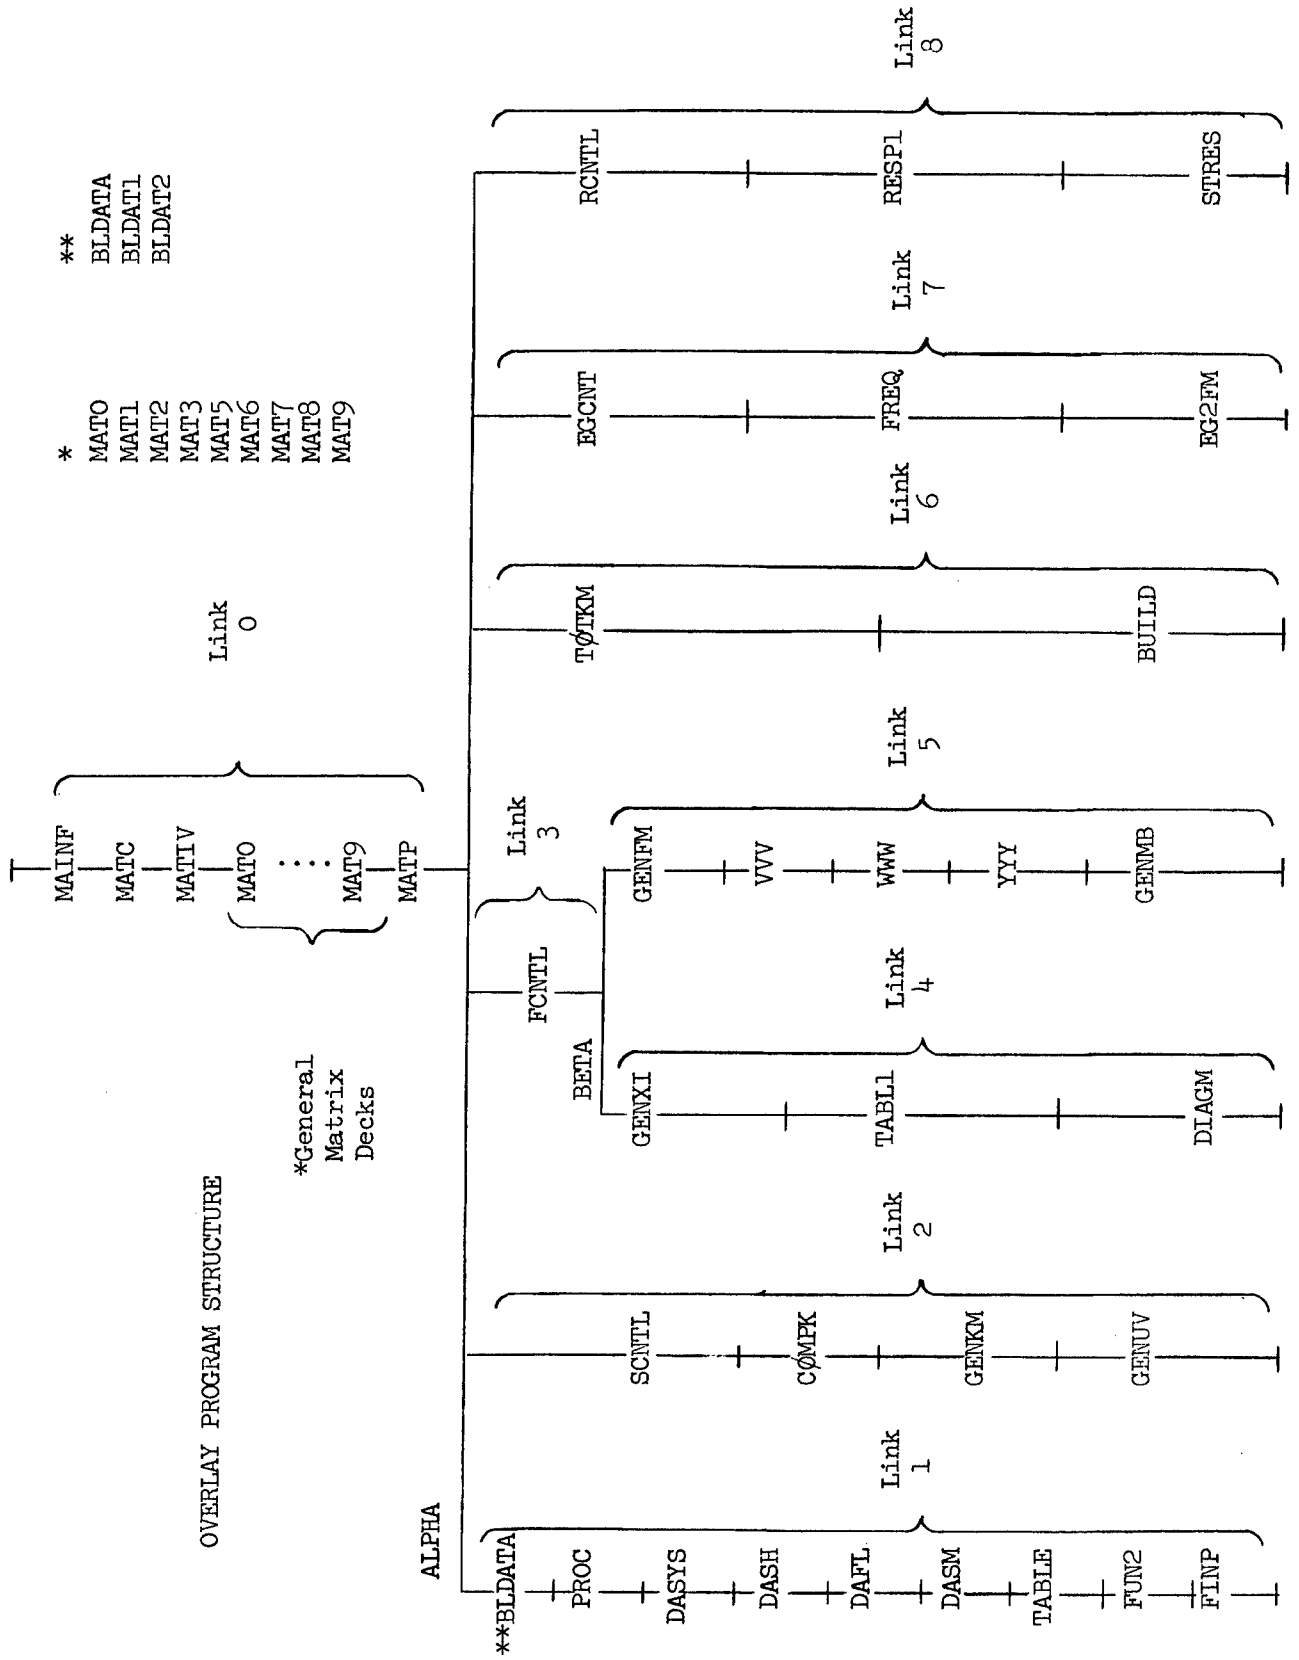 OVERLAY PROGRAM STRUCTURE
MAINF
MATC
MATIV
MATO
MAT9
MATP
Link
0
*General
Matrix
Decks
*
MATO
MAT1
MAT2
MAT3
MAT5
MAT6
MAT7
MAT8
MAT9
**
BLDATA
BLDAT1
BLDAT2
ALPHA
**BLDATA
PROC
DASYS
DASH
DAFL
DASM
TABLE
FUN2
FINP
Link
1
SCNTL
CØMPK
GENKM
GENUV
Link
2
FCNTL
Link
3
BETA
GENXI
TABL1
DIAGM
Link
4
GENFM
VVV
WWW
YYY
GENMB
Link
5
TØTKM
BUILD
Link
6
EGCNT
FREQ
EG2FM
Link
7
RCNTL
RESP1
STRES
Link
8